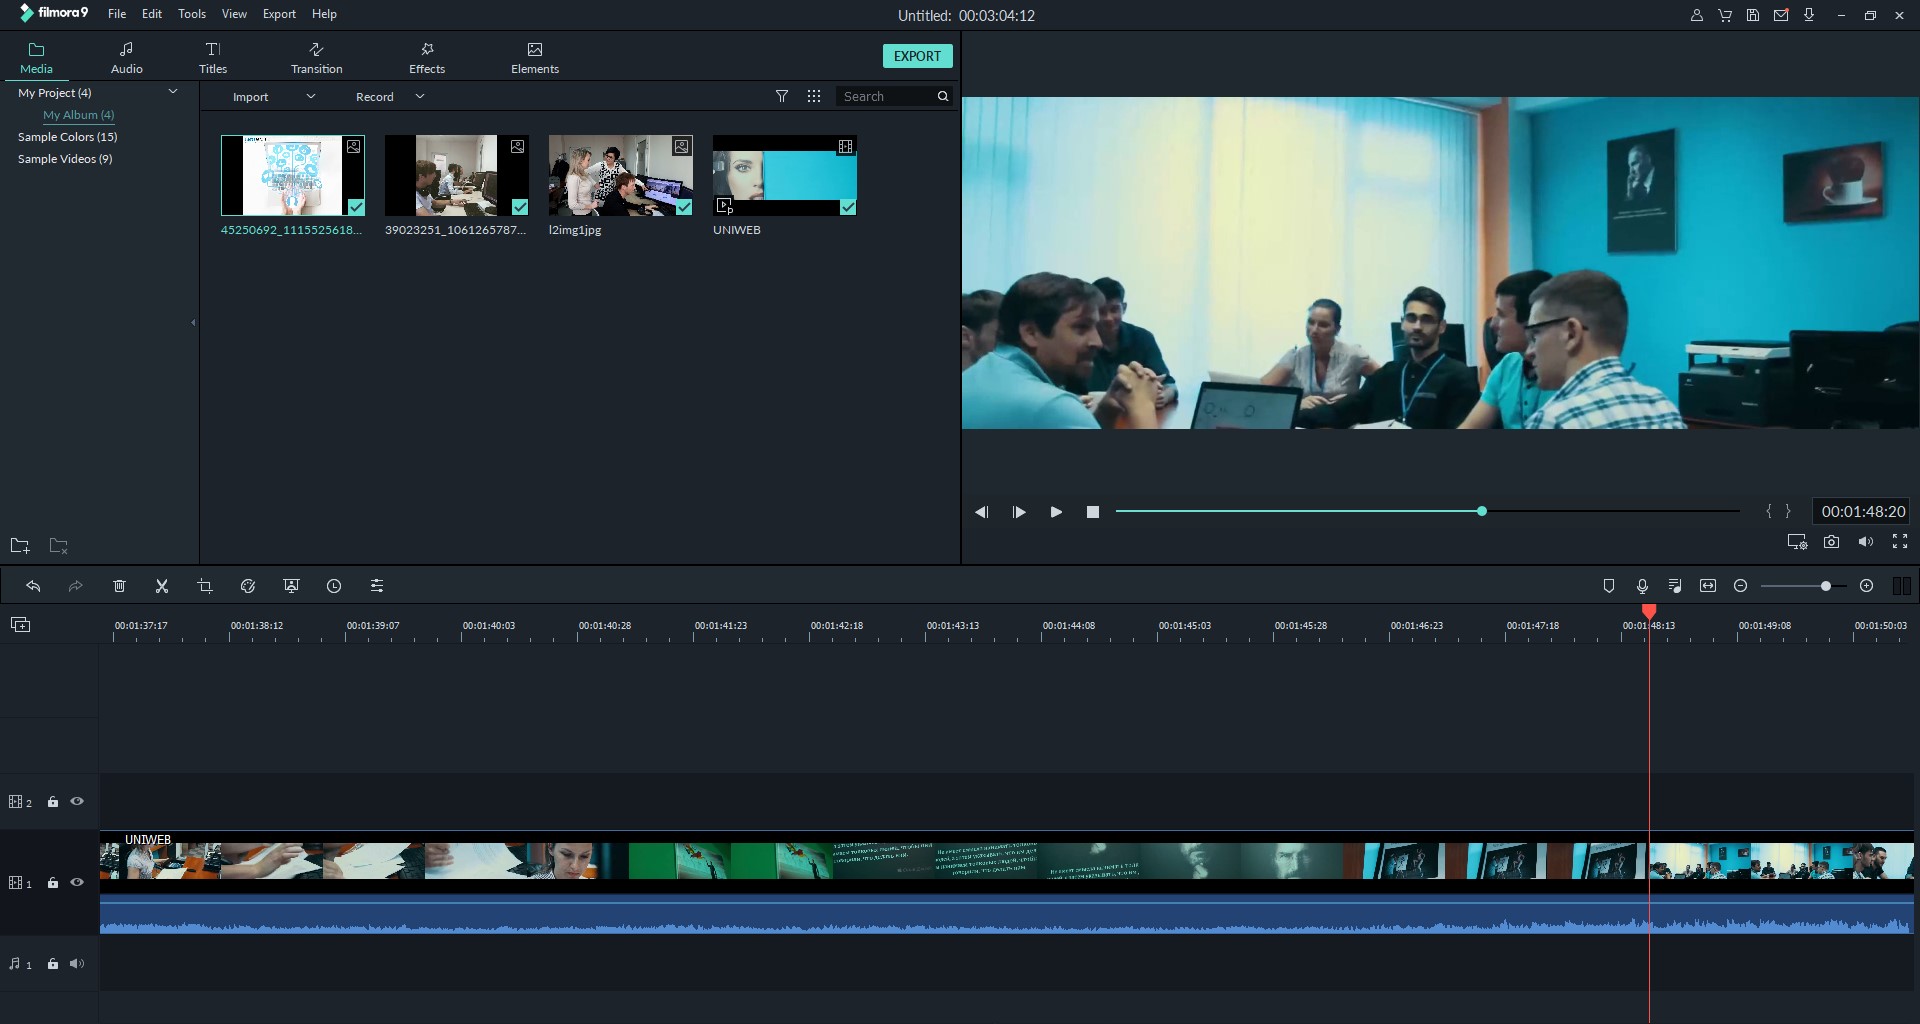 filmora9 File Edit Tools View Export Help
Untitled: 00:03:04:12
Media Audio Titles Transition Effects Elements
EXPORT
My Project (4)
My Album (4)
Sample Colors (15)
Sample Videos (9)
Import Record
Search
45250692_1115525618...
39023251_1061265787...
l2img1jpg
UNIWEB
00:01:48:20
00:01:37:17 00:01:38:12 00:01:39:07 00:01:40:03 00:01:40:28 00:01:41:23 00:01:42:18 00:01:43:13 00:01:44:08 00:01:45:03 00:01:45:28 00:01:46:23 00:01:47:18 00:01:48:13 00:01:49:08 00:01:50:03
2
UNIWEB
1
1